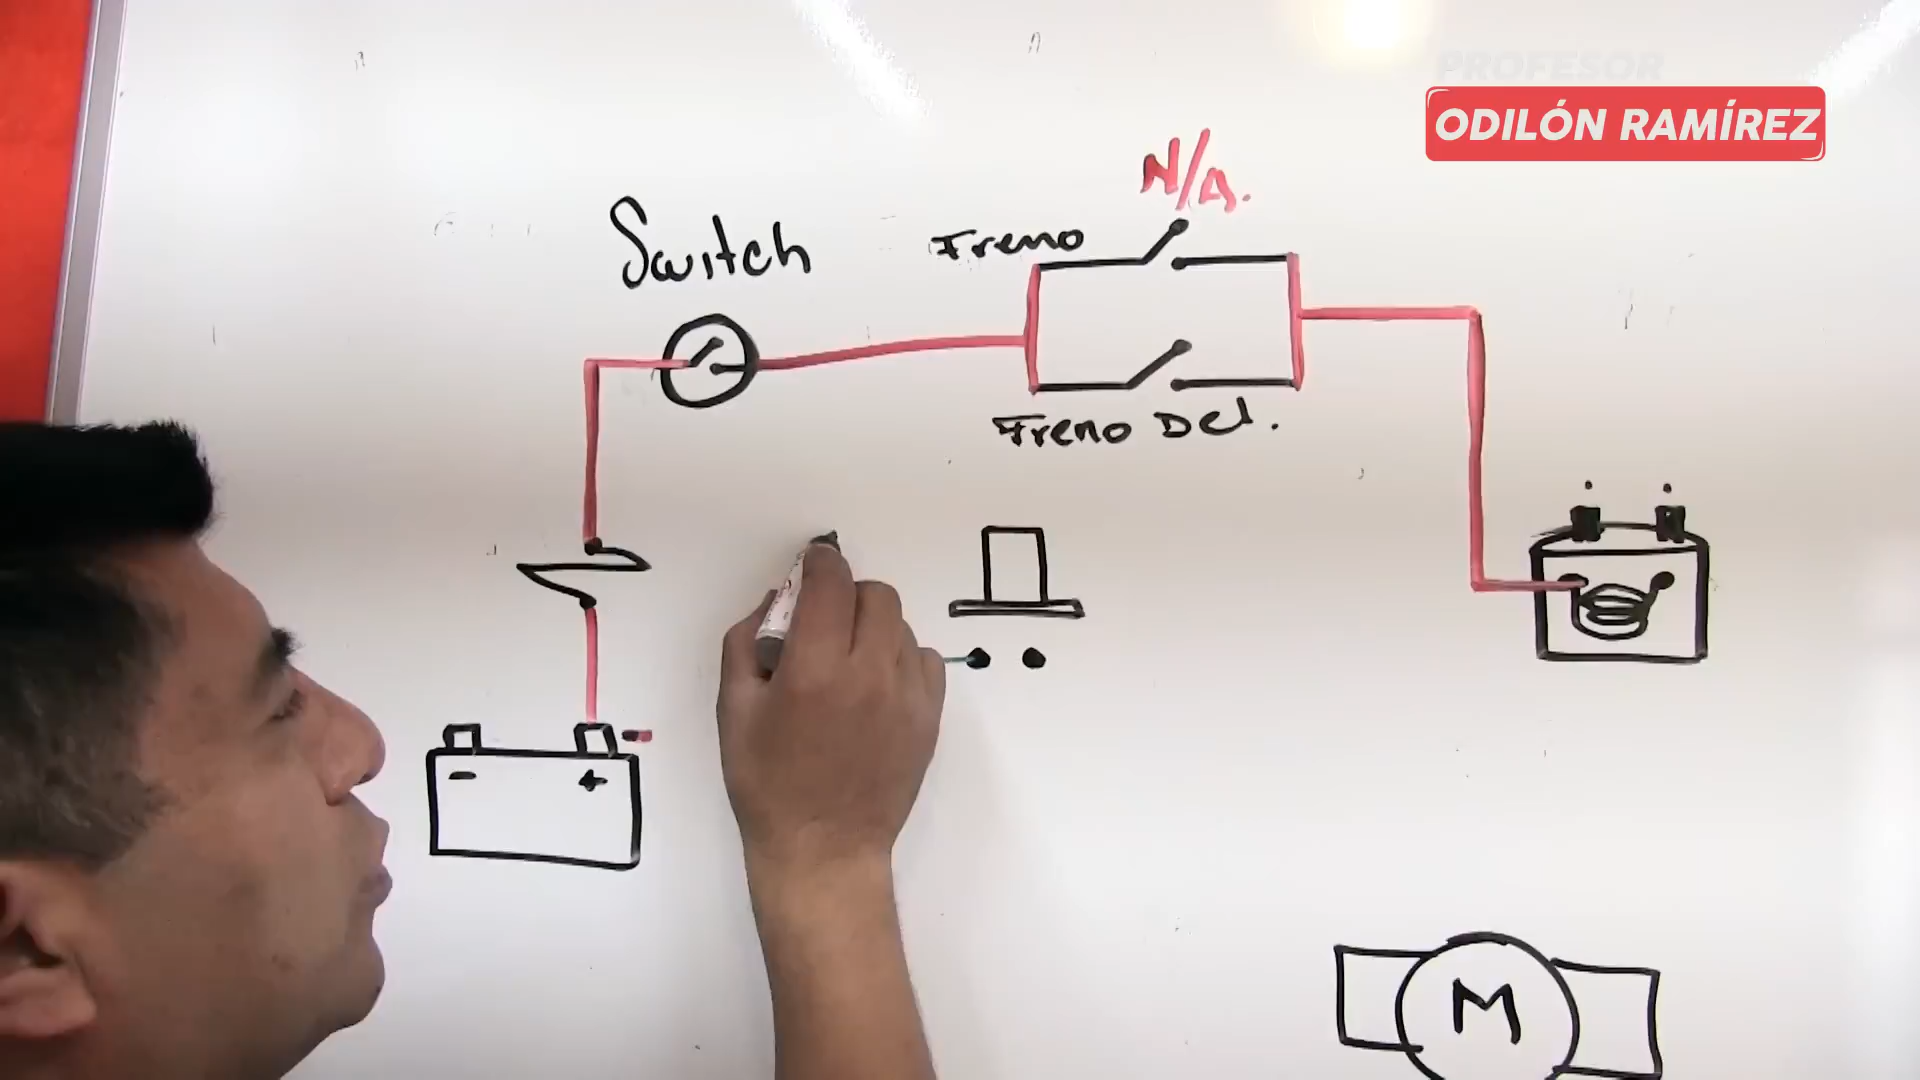 PROFESOR
ODILÓN RAMÍREZ
N/A.
Switch
Freno
Freno Del.
- +
M